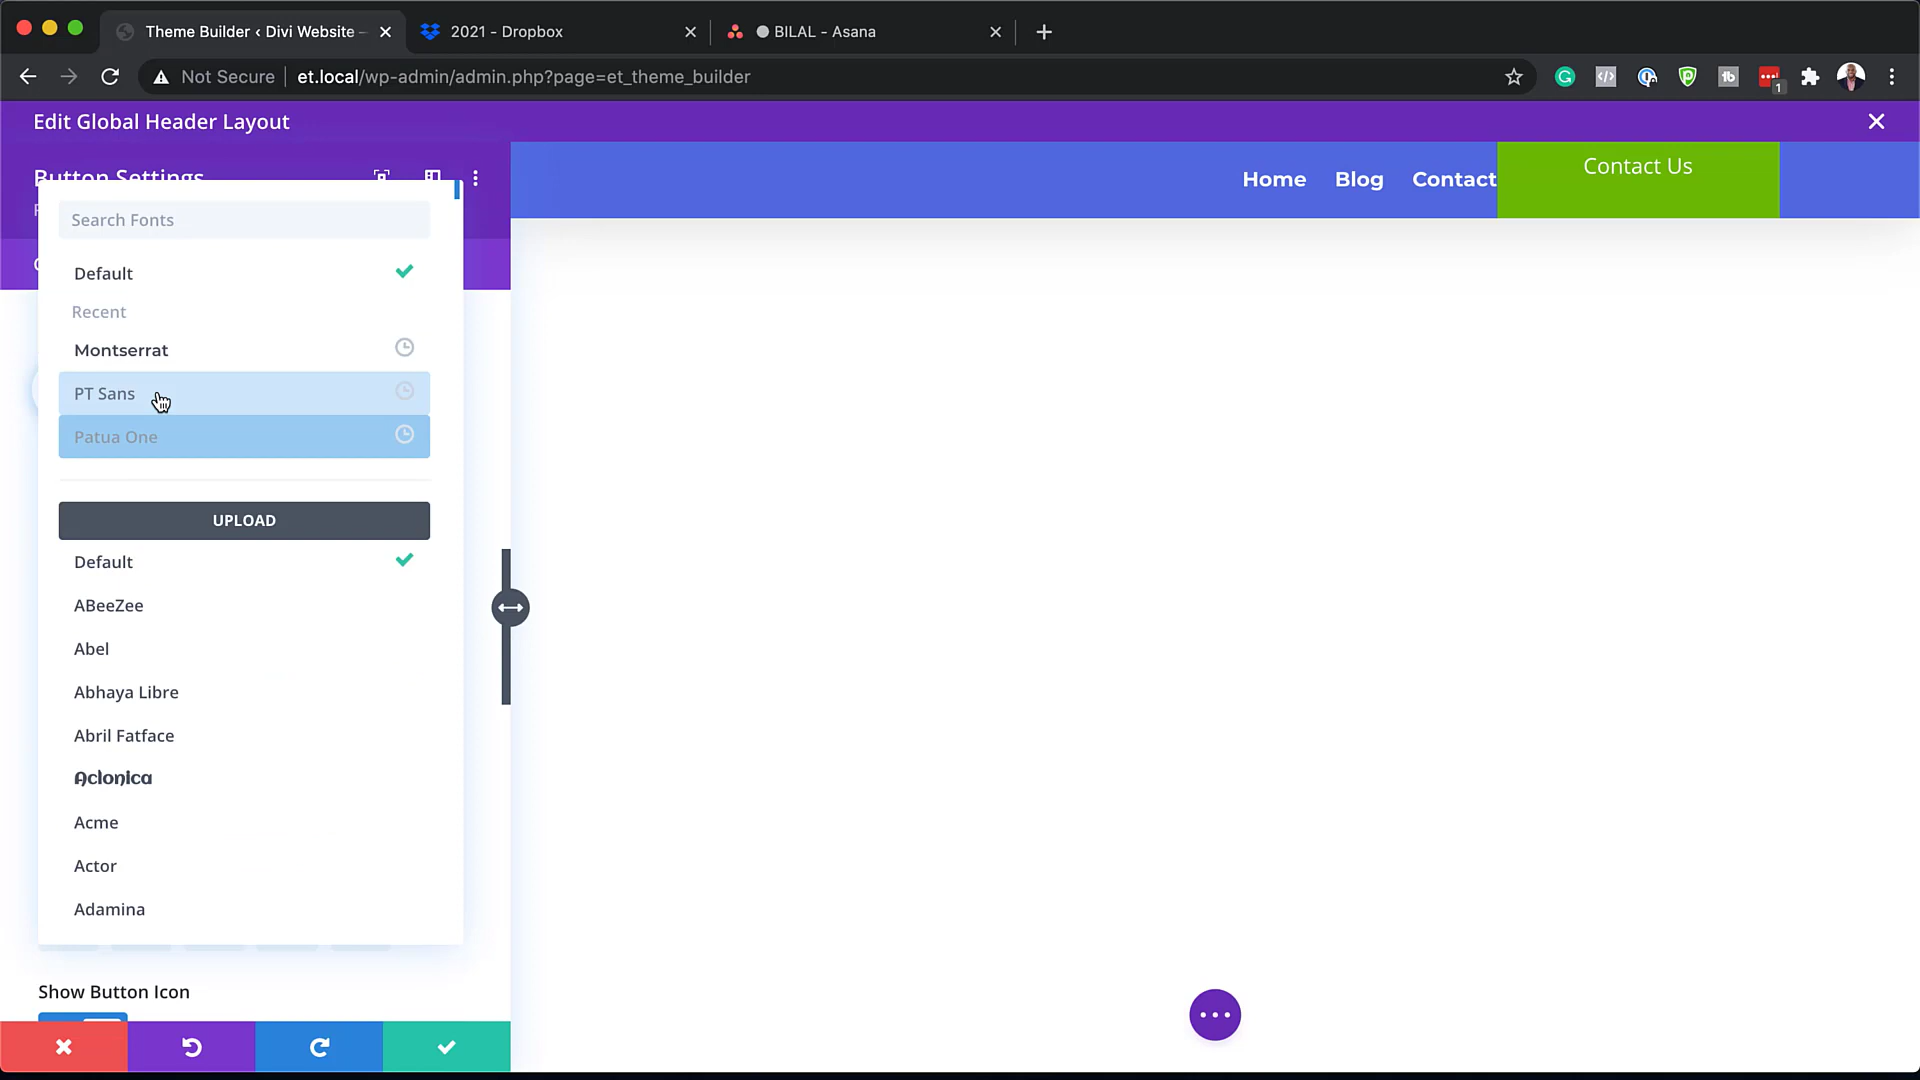 Theme Builder ‹ Divi Website –
2021 - Dropbox
BILAL - Asana
Not Secure
et.local/wp-admin/admin.php?page=et_theme_builder
1
Edit Global Header Layout
Button Settings
Home
Blog
Contact
Contact Us
Search Fonts
Default
Recent
Montserrat
PT Sans
Patua One
UPLOAD
Default
ABeeZee
Abel
Abhaya Libre
Abril Fatface
Aclonica
Acme
Actor
Adamina
Show Button Icon